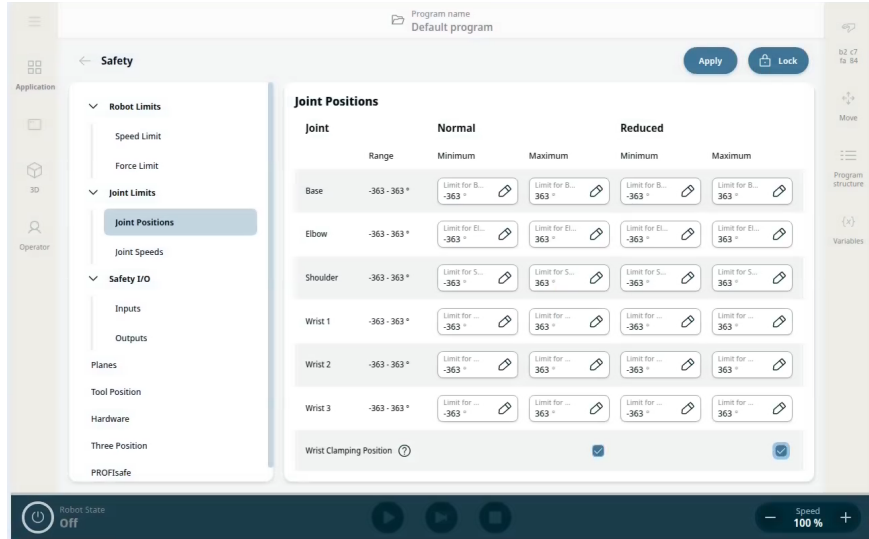 Program name
Default program
Application
3D
Operator
Safety
Apply
Lock
b2 c7
fa 84
Move
Program
structure
{x}
Variables
Robot Limits
Speed Limit
Force Limit
Joint Limits
Joint Positions
Joint Speeds
Safety I/O
Inputs
Outputs
Planes
Tool Position
Hardware
Three Position
PROFIsafe
Joint Positions
Joint Normal Reduced
Range Minimum Maximum Minimum Maximum
Limit for B... Limit for B... Limit for B... Limit for B...
Base -363 - 363 ° -363 ° 363 ° -363 ° 363 °
Limit for El... Limit for El... Limit for El... Limit for El...
Elbow -363 - 363 ° -363 ° 363 ° -363 ° 363 °
Limit for S... Limit for S... Limit for S... Limit for S...
Shoulder -363 - 363 ° -363 ° 363 ° -363 ° 363 °
Limit for ... Limit for ... Limit for ... Limit for ...
Wrist 1 -363 - 363 ° -363 ° 363 ° -363 ° 363 °
Limit for ... Limit for ... Limit for ... Limit for ...
Wrist 2 -363 - 363 ° -363 ° 363 ° -363 ° 363 °
Limit for ... Limit for ... Limit for ... Limit for ...
Wrist 3 -363 - 363 ° -363 ° 363 ° -363 ° 363 °
Wrist Clamping Position ?
Robot State
Off
Speed
100 %